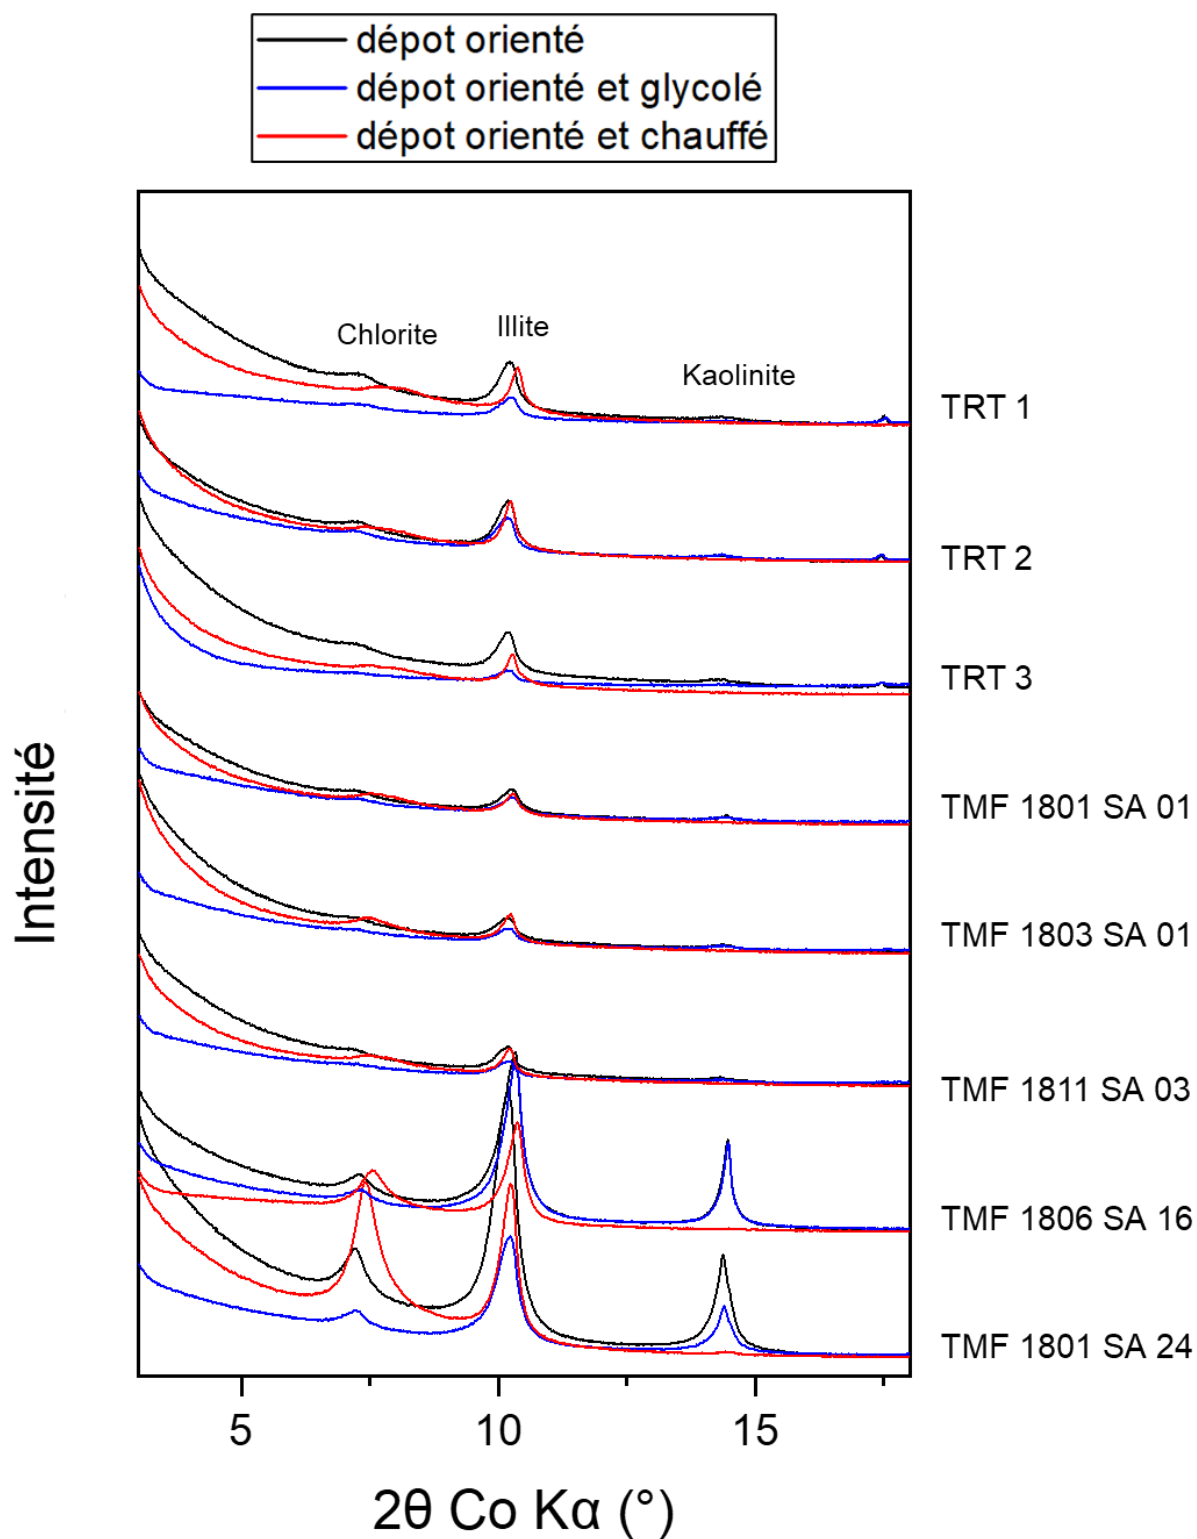 dépot orienté
dépot orienté et glycolé
dépot orienté et chauffé
Chlorite
Illite
Kaolinite
TRT 1
TRT 2
TRT 3
TMF 1801 SA 01
TMF 1803 SA 01
TMF 1811 SA 03
TMF 1806 SA 16
TMF 1801 SA 24
Intensité
5 10 15
2θ Co Kα (°)